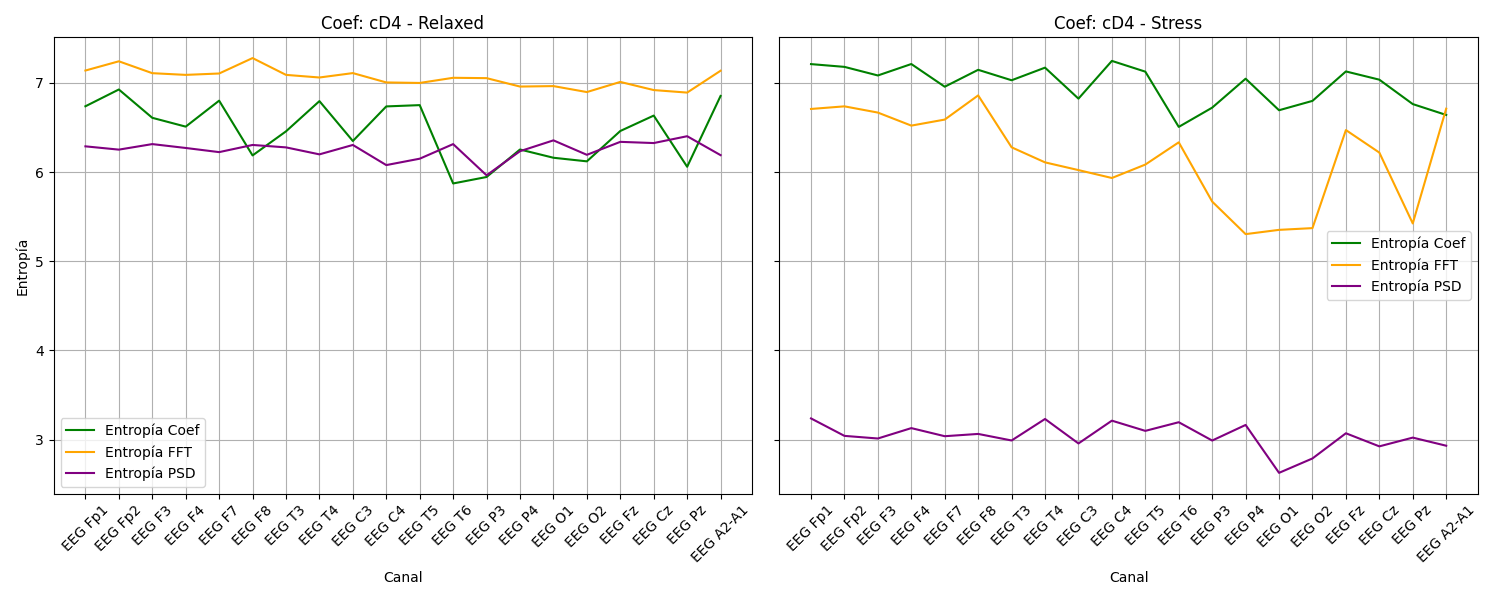 Coef: cD4 - Relaxed
Entropía
7
6
5
4
3
Entropía Coef
Entropía FFT
Entropía PSD
EEG Fp1
EEG Fp2
EEG F3
EEG F4
EEG F7
EEG F8
EEG T3
EEG T4
EEG C3
EEG C4
EEG T5
EEG T6
EEG P3
EEG P4
EEG O1
EEG O2
EEG Fz
EEG Cz
EEG Pz
EEG A2-A1
Canal
Coef: cD4 - Stress
Entropía Coef
Entropía FFT
Entropía PSD
EEG Fp1
EEG Fp2
EEG F3
EEG F4
EEG F7
EEG F8
EEG T3
EEG T4
EEG C3
EEG C4
EEG T5
EEG T6
EEG P3
EEG P4
EEG O1
EEG O2
EEG Fz
EEG Cz
EEG Pz
EEG A2-A1
Canal